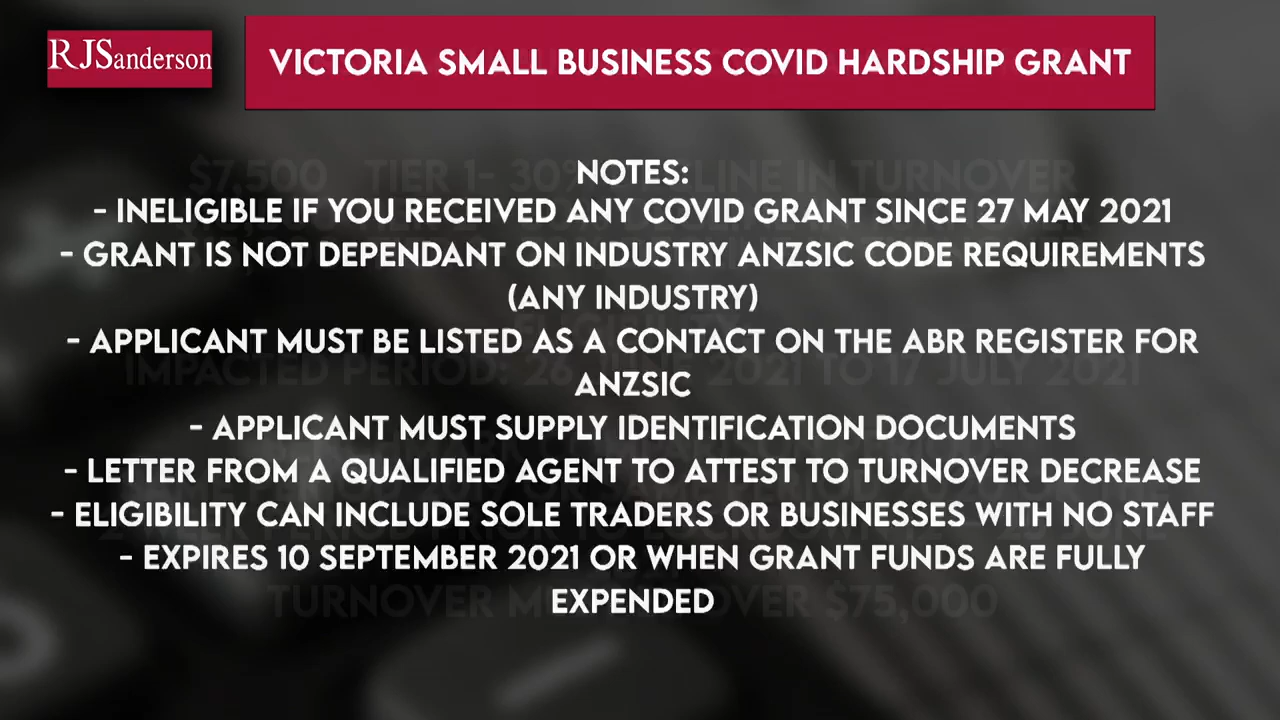 RJSanderson
VICTORIA SMALL BUSINESS COVID HARDSHIP GRANT
NOTES:
- INELIGIBLE IF YOU RECEIVED ANY COVID GRANT SINCE 27 MAY 2021
- GRANT IS NOT DEPENDANT ON INDUSTRY ANZSIC CODE REQUIREMENTS
(ANY INDUSTRY)
- APPLICANT MUST BE LISTED AS A CONTACT ON THE ABR REGISTER FOR
ANZSIC
- APPLICANT MUST SUPPLY IDENTIFICATION DOCUMENTS
- LETTER FROM A QUALIFIED AGENT TO ATTEST TO TURNOVER DECREASE
- ELIGIBILITY CAN INCLUDE SOLE TRADERS OR BUSINESSES WITH NO STAFF
- EXPIRES 10 SEPTEMBER 2021 OR WHEN GRANT FUNDS ARE FULLY
EXPENDED